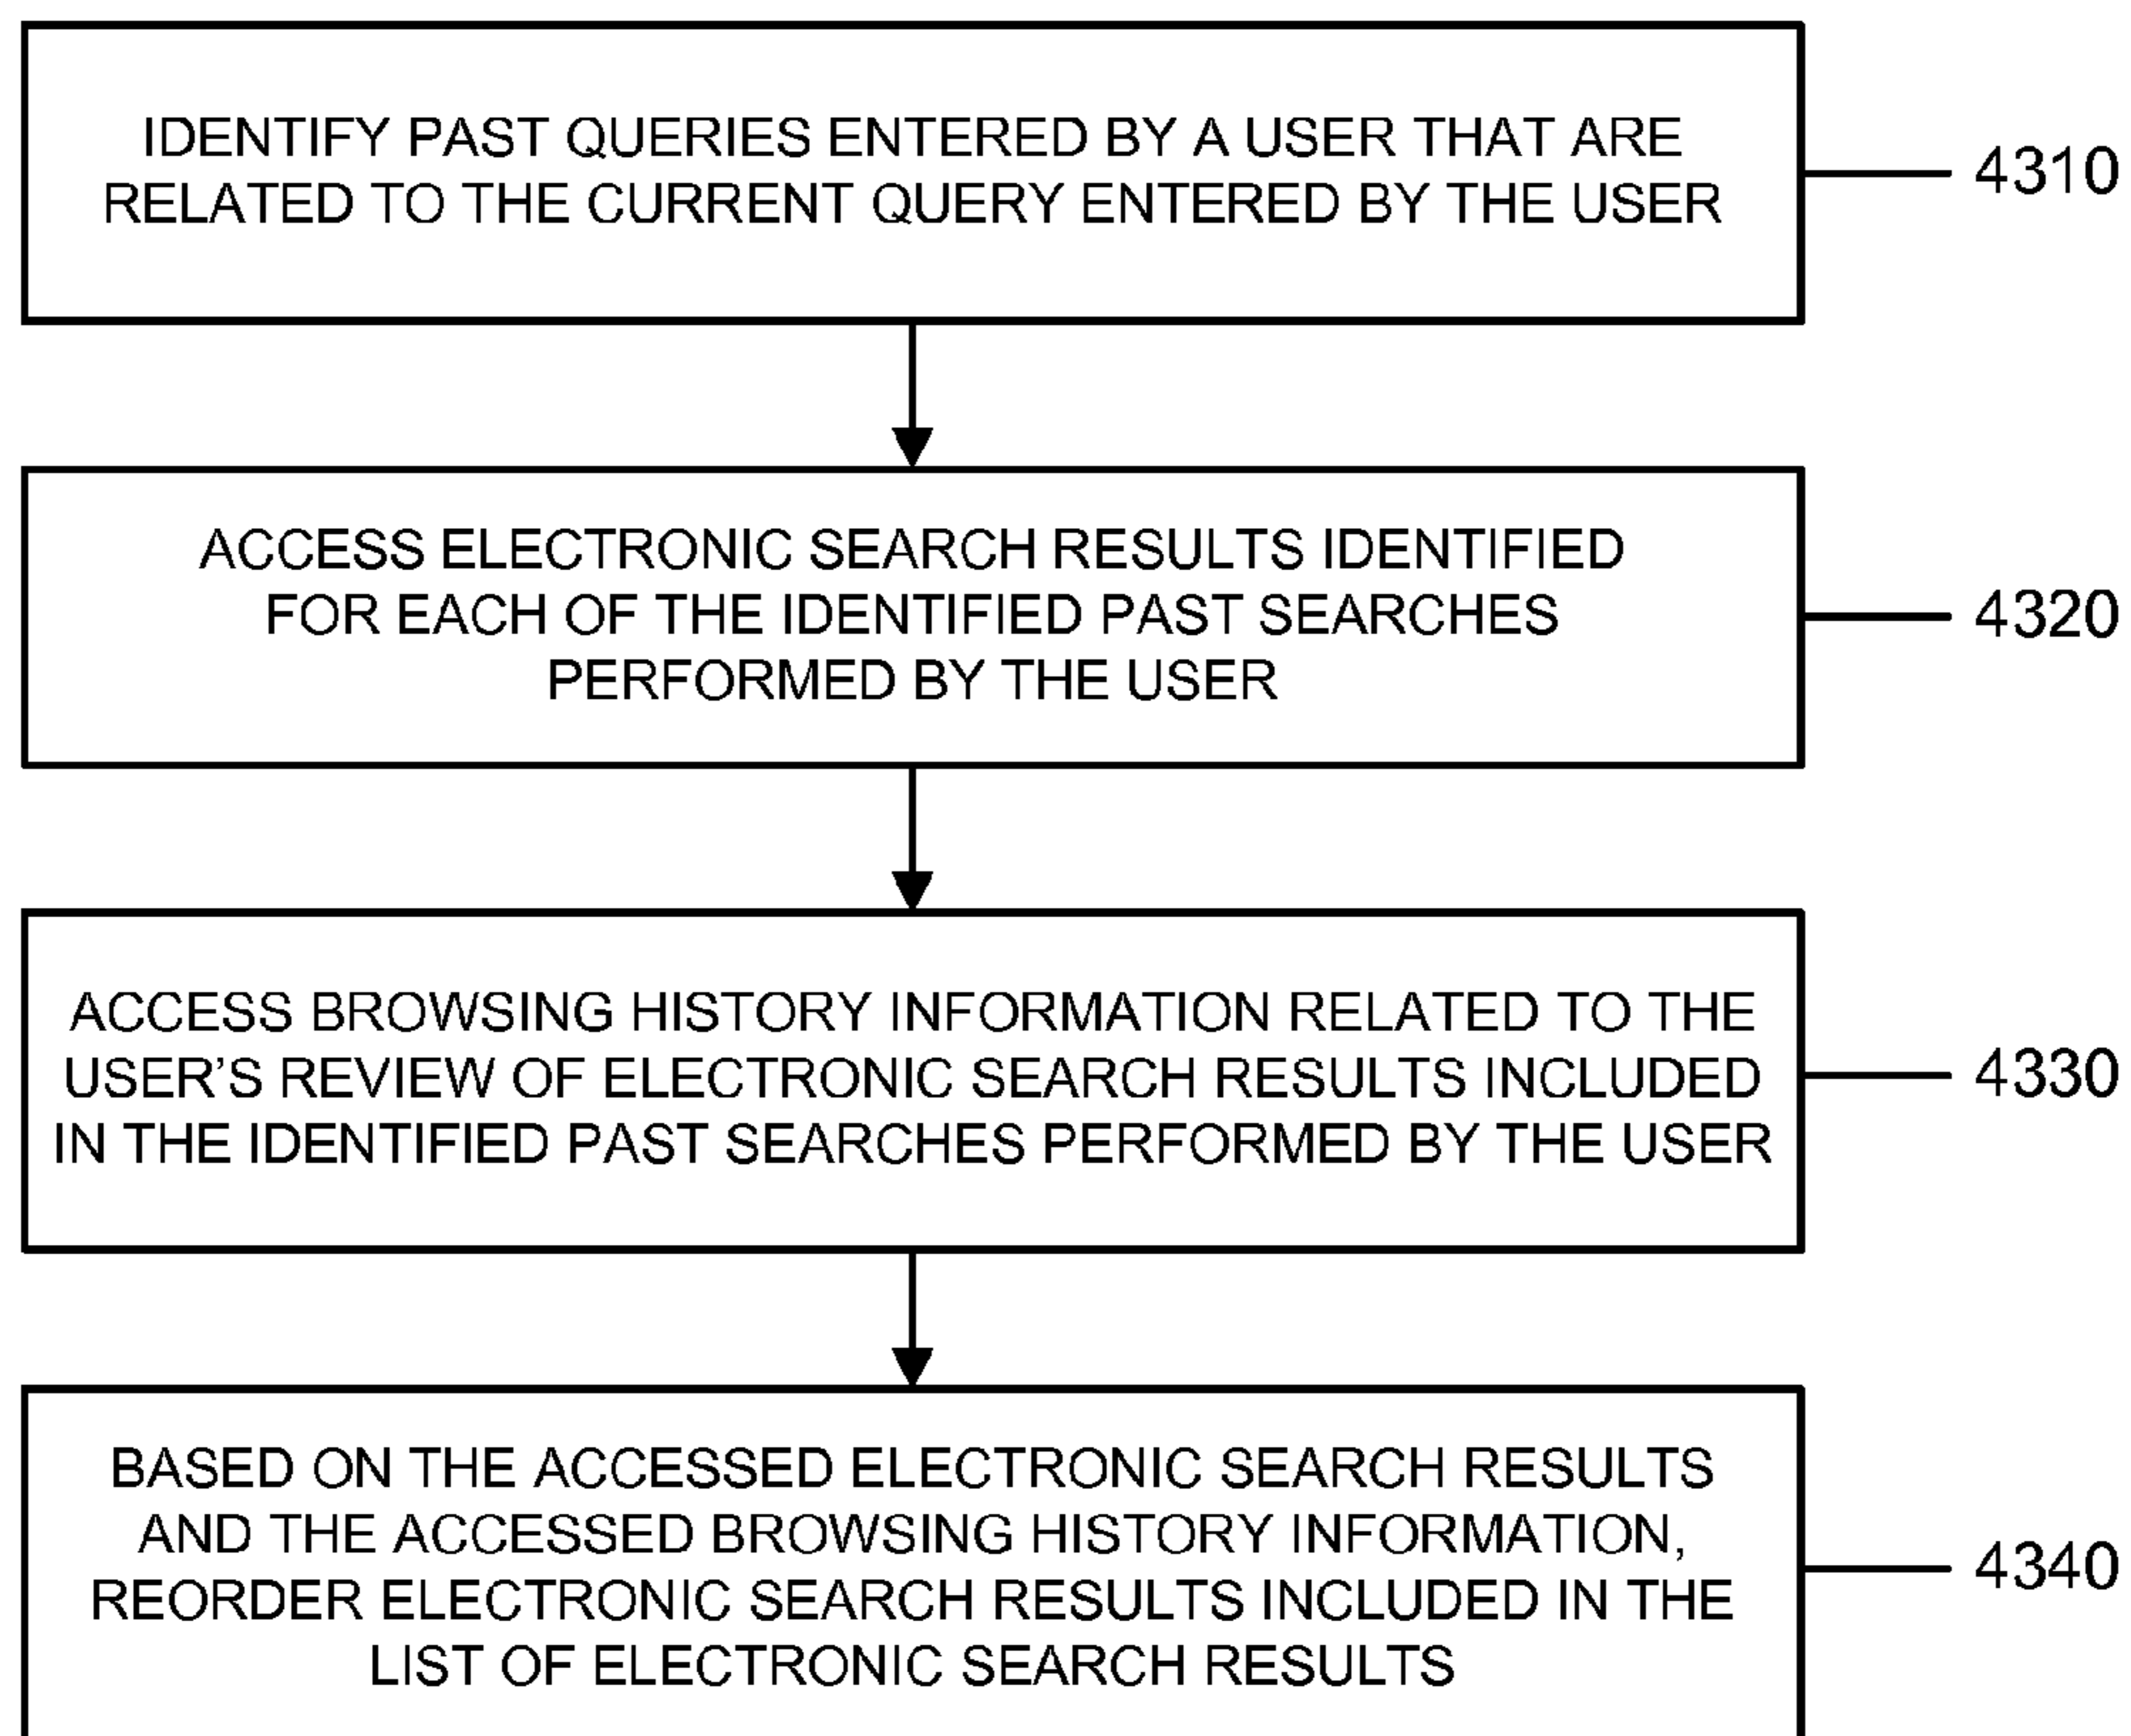 IDENTIFY PAST QUERIES ENTERED BY A USER THAT ARE
RELATED TO THE CURRENT QUERY ENTERED BY THE USER
4310
ACCESS ELECTRONIC SEARCH RESULTS IDENTIFIED
FOR EACH OF THE IDENTIFIED PAST SEARCHES
PERFORMED BY THE USER
4320
ACCESS BROWSING HISTORY INFORMATION RELATED TO THE
USER’S REVIEW OF ELECTRONIC SEARCH RESULTS INCLUDED
IN THE IDENTIFIED PAST SEARCHES PERFORMED BY THE USER
4330
BASED ON THE ACCESSED ELECTRONIC SEARCH RESULTS
AND THE ACCESSED BROWSING HISTORY INFORMATION,
REORDER ELECTRONIC SEARCH RESULTS INCLUDED IN THE
LIST OF ELECTRONIC SEARCH RESULTS
4340